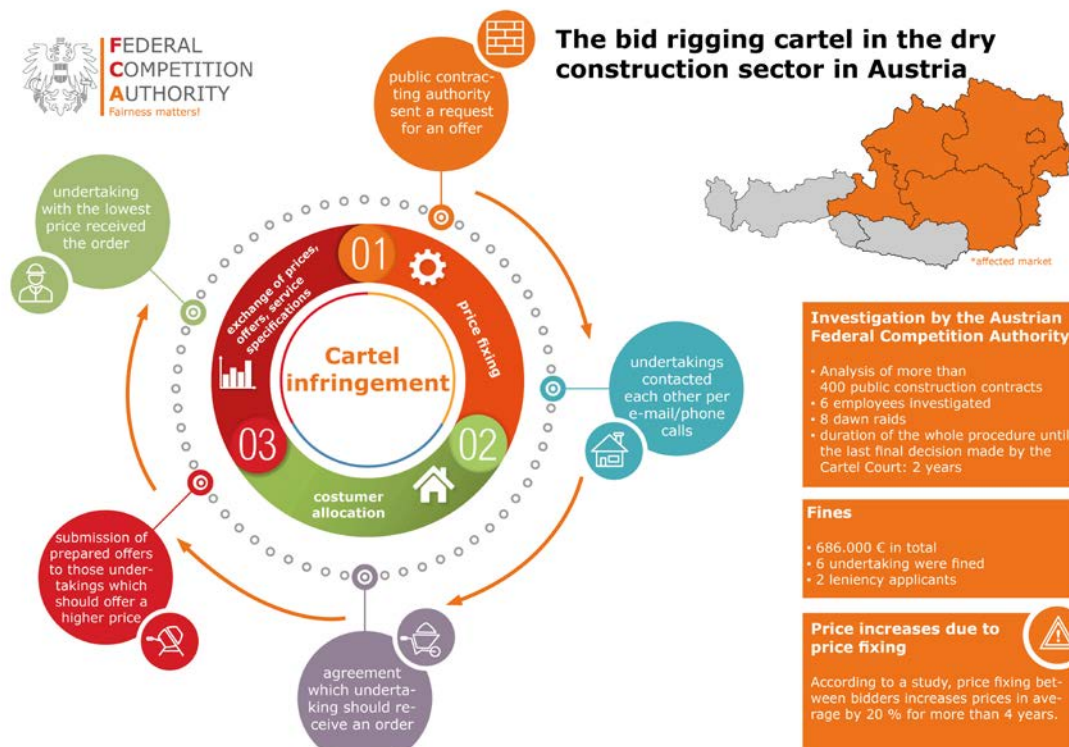 FEDERAL
COMPETITION
AUTHORITY
Fairness matters!
The bid rigging cartel in the dry
construction sector in Austria
*affected market
public contrac-
ting authority
sent a request
for an offer
undertakings
contacted
each other per
e-mail/phone
calls
agreement
which underta-
king should re-
ceive an order
submission of
prepared offers
to those under-
takings which
should offer a
higher price
undertaking
with the lowest
price received
the order
Cartel
infringement
01
price fixing
02
costumer
allocation
03
exchange of prices,
offers, service
specifications
Investigation by the Austrian
Federal Competition Authority
• Analysis of more than
400 public construction contracts
• 6 employees investigated
• 8 dawn raids
• duration of the whole procedure until
the last final decision made by the
Cartel Court: 2 years
Fines
• 686.000 € in total
• 6 undertaking were fined
• 2 leniency applicants
Price increases due to
price fixing
According to a study, price fixing bet-
ween bidders increases prices in ave-
rage by 20 % for more than 4 years.